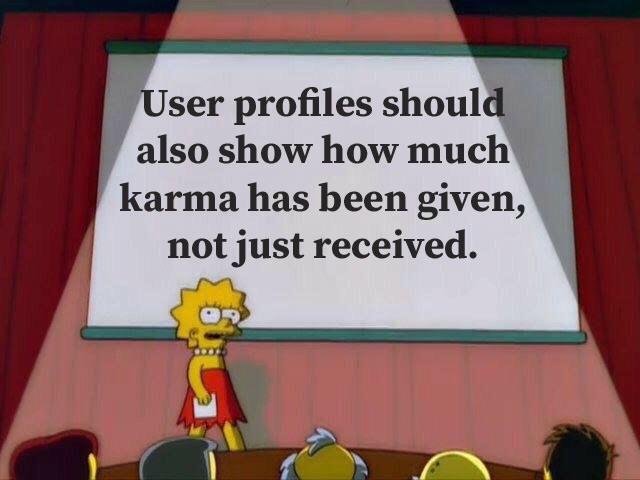 User profiles should
also show how much
karma has been given,
not just received.